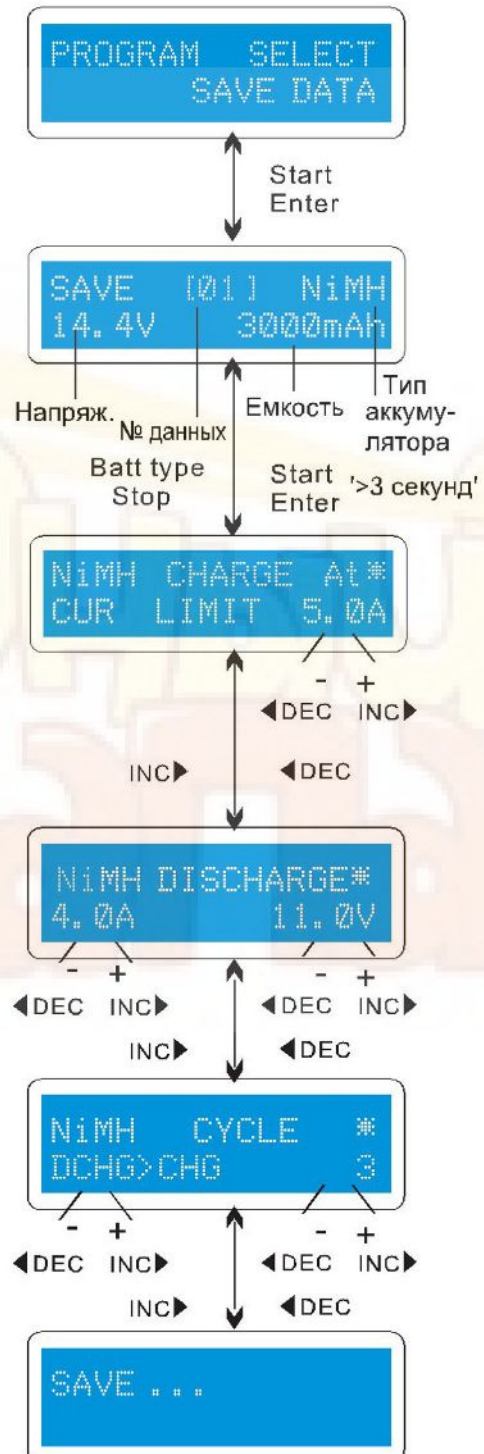 PROGRAM SELECT
SAVE DATA
Start
Enter
SAVE [01] NiMH
14.4V 3000mAh
Напряж.
№ данных
Емкость
Тип
аккуму-
лятора
Batt type
Stop
Start
Enter
'>3 секунд'
NiMH CHARGE At*
CUR LIMIT 5.0A
- +
◀DEC INC▶
INC▶ ◀DEC
NiMH DISCHARGE*
4.0A 11.0V
- + - +
◀DEC INC▶ ◀DEC INC▶
INC▶ ◀DEC
NiMH CYCLE *
DCHG>CHG 3
- + - +
◀DEC INC▶ ◀DEC INC▶
INC▶ ◀DEC
SAVE ...